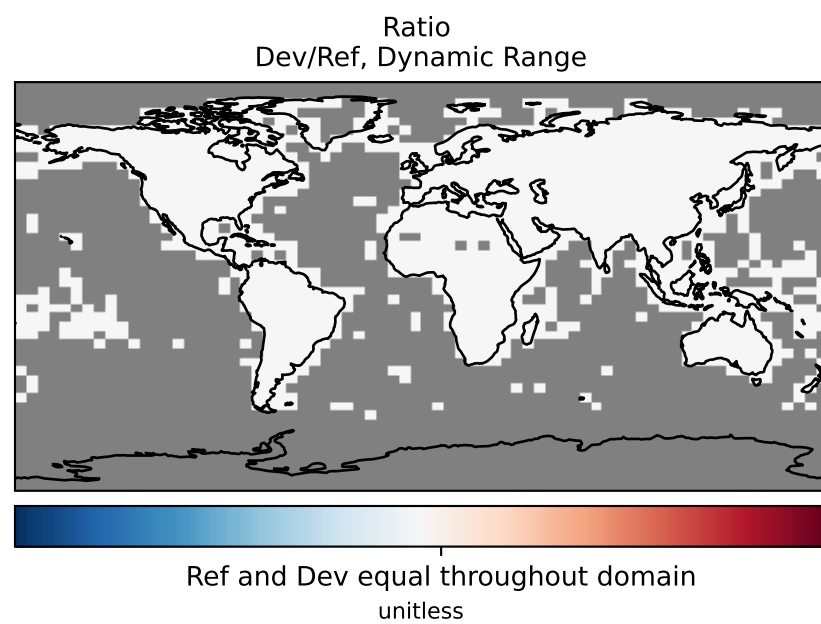 Ratio
Dev/Ref, Dynamic Range
Ref and Dev equal throughout domain
unitless